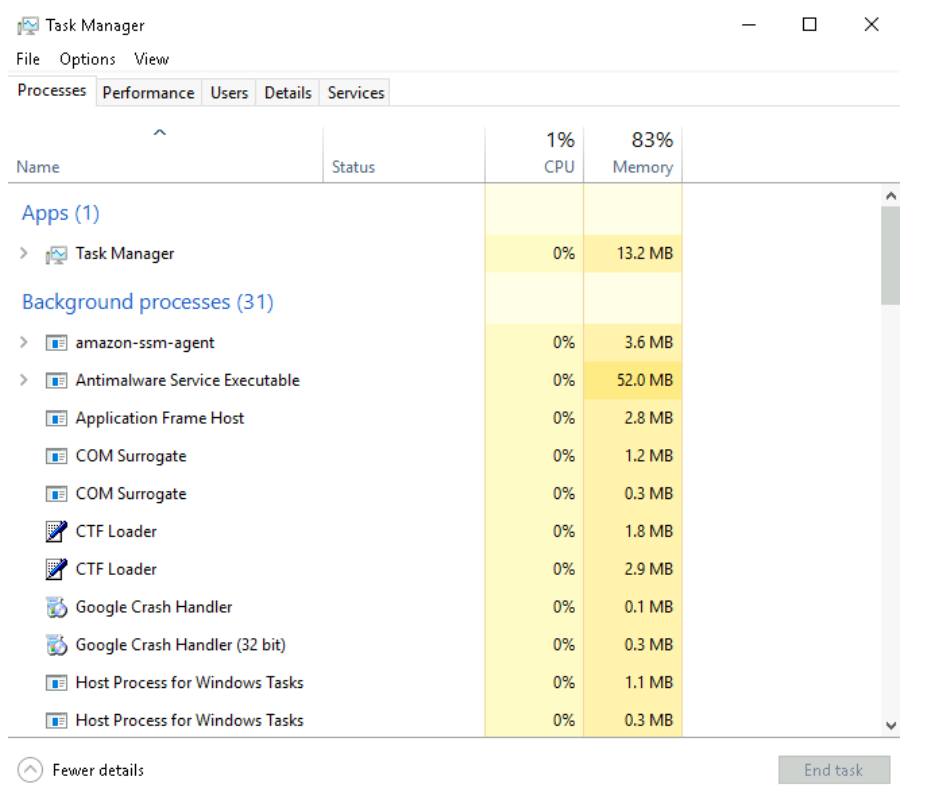 Task Manager
File Options View
Processes Performance Users Details Services
1% 83%
Name Status CPU Memory
Apps (1)
Task Manager 0% 13.2 MB
Background processes (31)
amazon-ssm-agent 0% 3.6 MB
Antimalware Service Executable 0% 52.0 MB
Application Frame Host 0% 2.8 MB
COM Surrogate 0% 1.2 MB
COM Surrogate 0% 0.3 MB
CTF Loader 0% 1.8 MB
CTF Loader 0% 2.9 MB
Google Crash Handler 0% 0.1 MB
Google Crash Handler (32 bit) 0% 0.3 MB
Host Process for Windows Tasks 0% 1.1 MB
Host Process for Windows Tasks 0% 0.3 MB
Fewer details End task